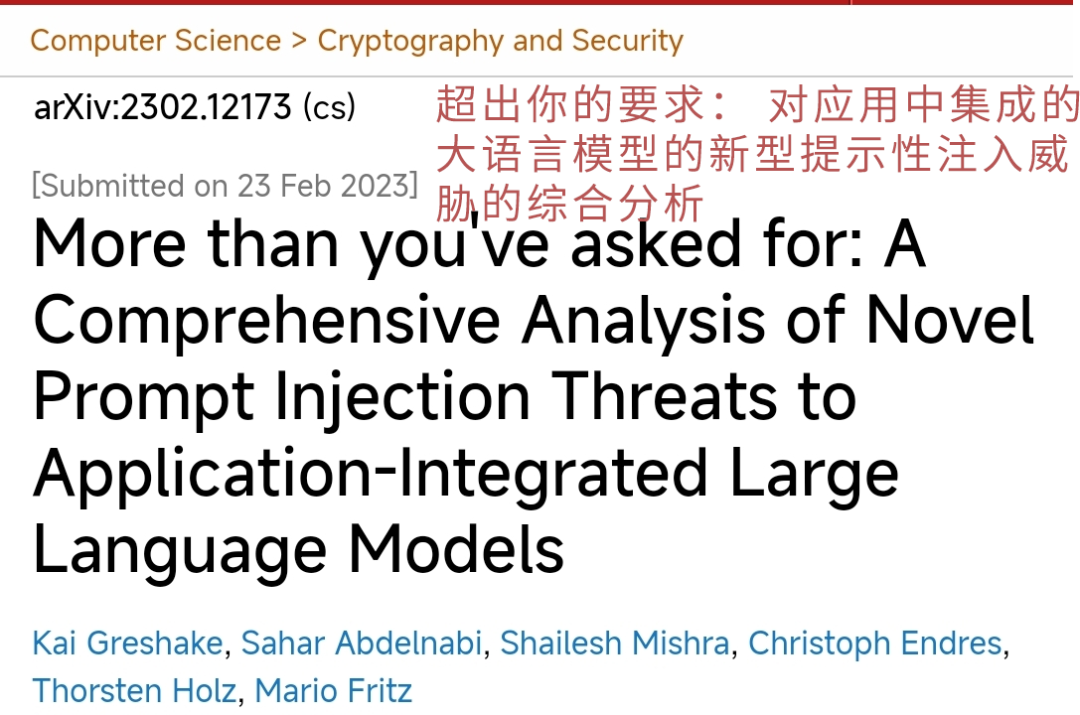 Computer Science > Cryptography and Security
arXiv:2302.12173 (cs)
超出你的要求： 对应用中集成的
大语言模型的新型提示性注入威
胁的综合分析
[Submitted on 23 Feb 2023]
More than you've asked for: A
Comprehensive Analysis of Novel
Prompt Injection Threats to
Application-Integrated Large
Language Models
Kai Greshake, Sahar Abdelnabi, Shailesh Mishra, Christoph Endres,
Thorsten Holz, Mario Fritz